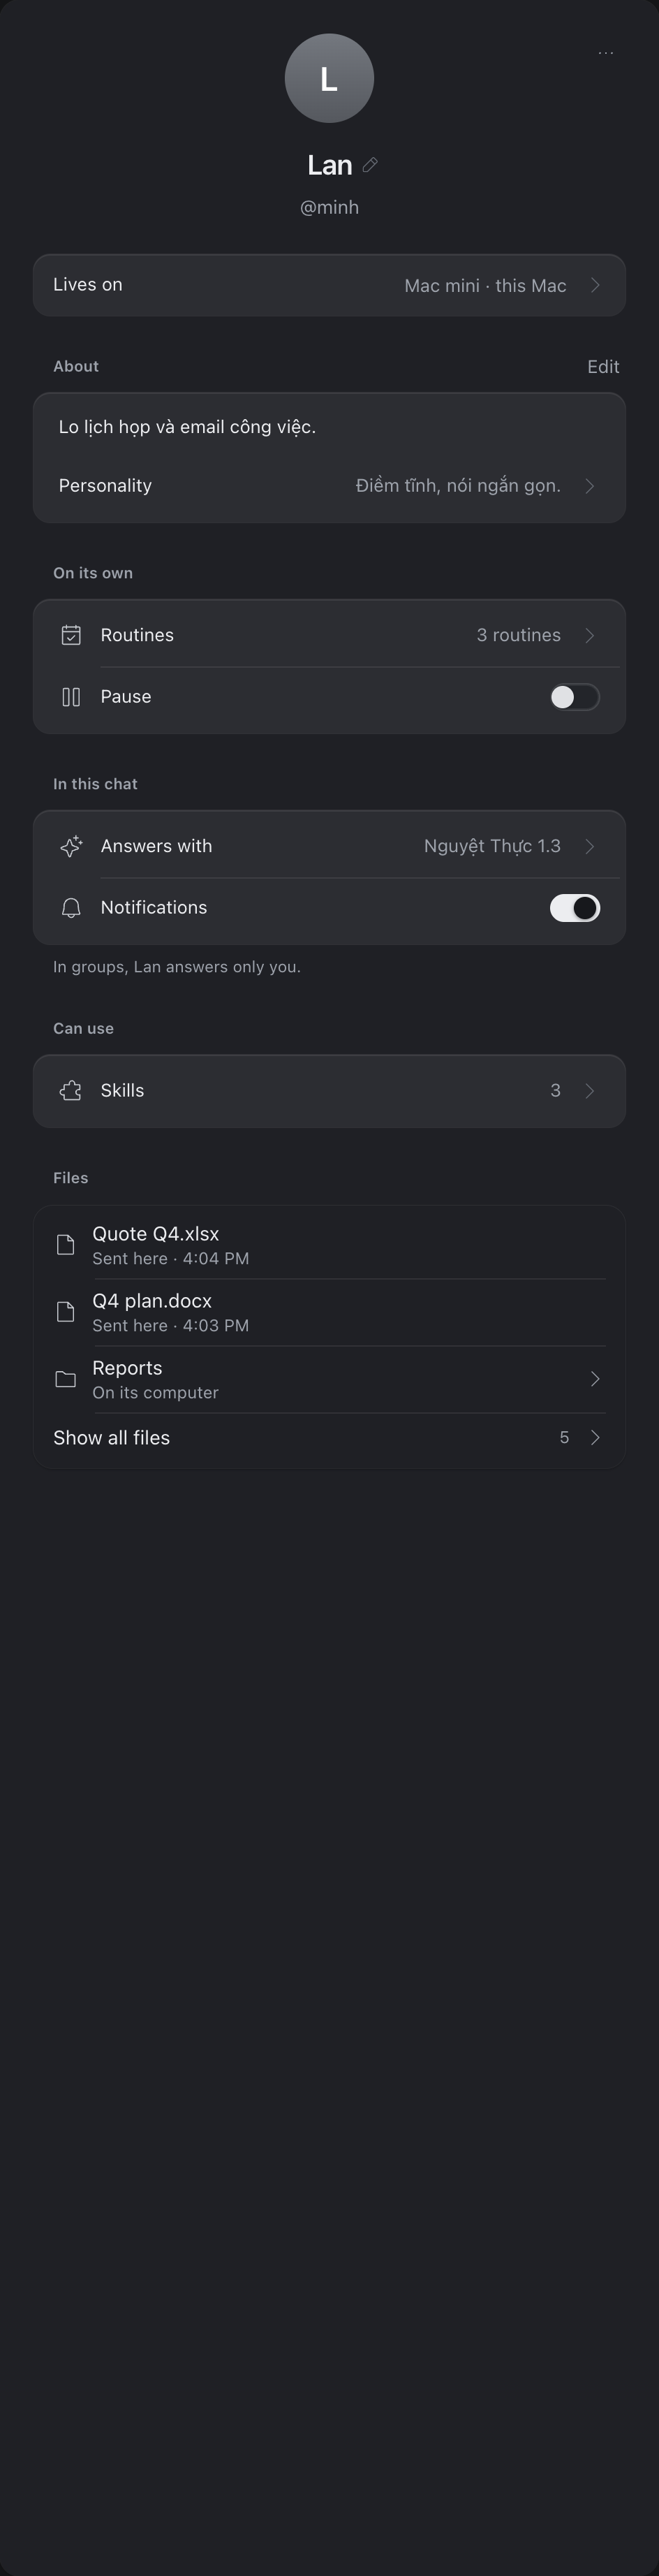 L
...
Lan
@minh
Lives on
Mac mini · this Mac
About
Edit
Lo lịch họp và email công việc.
Personality
Điềm tĩnh, nói ngắn gọn.
On its own
Routines
3 routines
Pause
In this chat
Answers with
Nguyệt Thực 1.3
Notifications
In groups, Lan answers only you.
Can use
Skills
3
Files
Quote Q4.xlsx
Sent here · 4:04 PM
Q4 plan.docx
Sent here · 4:03 PM
Reports
On its computer
Show all files
5